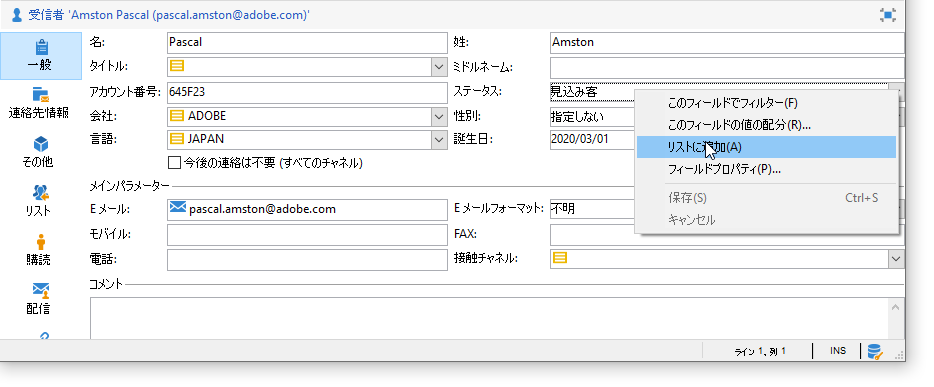 受信者 'Amston Pascal (pascal.amston@adobe.com)'
一般
連絡先情報
その他
リスト
購読
配信
名: Pascal 姓: Amston
タイトル: ミドルネーム:
アカウント番号: 645F23 ステータス: 見込み客
会社: ADOBE 性別: 指定しない
言語: JAPAN 誕生日: 2020/03/01
今後の連絡は不要 (すべてのチャネル)
メインパラメーター
E メール: pascal.amston@adobe.com E メールフォーマット: 不明
モバイル: FAX:
電話: 接触チャネル:
コメント
このフィールドでフィルター(F)
このフィールドの値の配分(R)...
リストに追加(A)
フィールドプロパティ(P)...
保存(S) Ctrl+S
キャンセル
ライン 1、列 1 INS